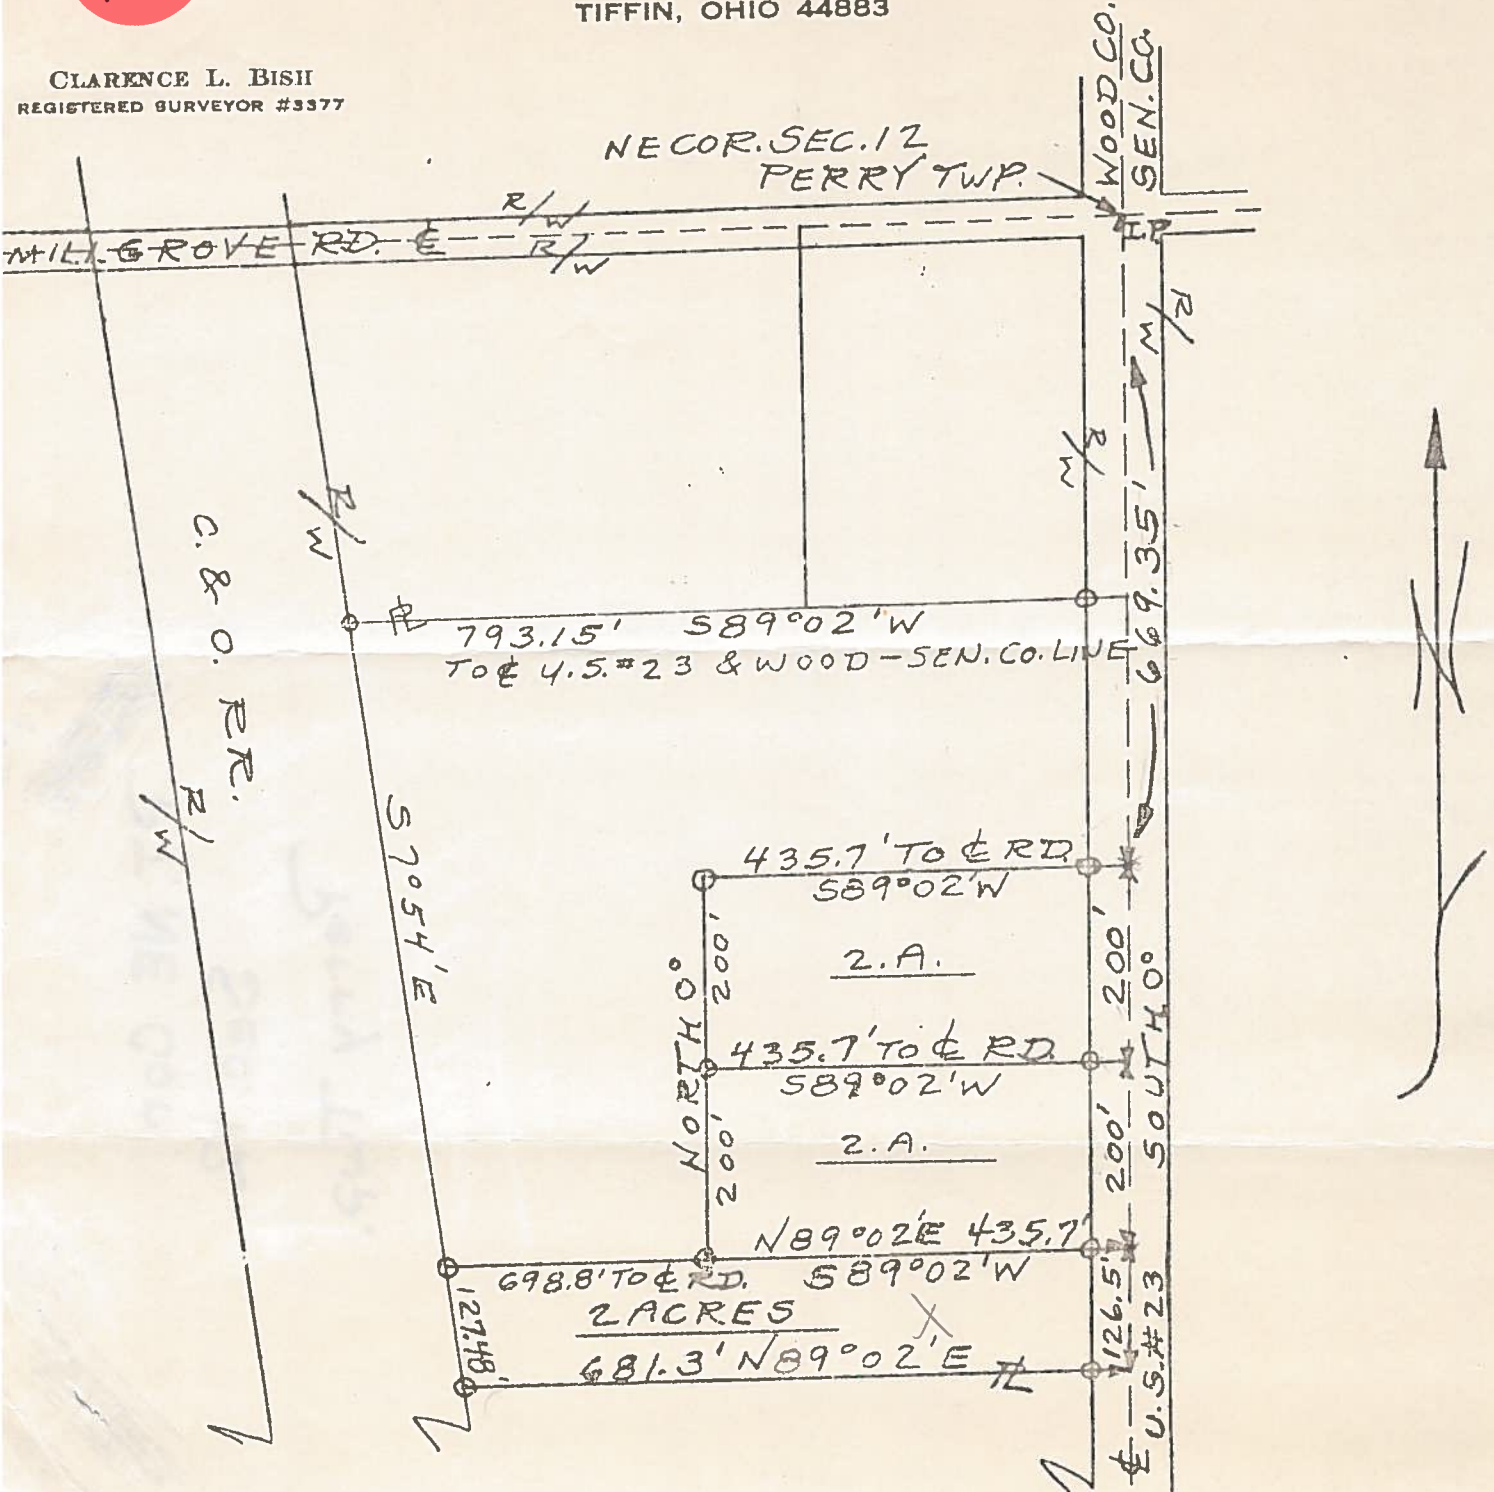 TIFFIN, OHIO 44883
CLARENCE L. BISH
REGISTERED SURVEYOR #3377
NE COR. SEC. 12
PERRY TWP.
WOOD CO.
SEN. CO.
I.P.
R/W
MILLGROVE RD. ℄
R/W
R/W
R/W
R/W
C. & O. RR.
R/W
669.35'
℄
793.15' S89°02'W
TO ℄ U.S.#23 & WOOD-SEN. CO. LINE
S7°54'E
435.7' TO ℄ RD.
S89°02'W
2.A.
200'
NORTH 0°
200'
SOUTH 0°
435.7' TO ℄ RD.
S89°02'W
2.A.
200'
200'
N89°02'E 435.7'
S89°02'W
698.8' TO ℄ RD.
2 ACRES
X
127.48'
126.5'
681.3' N89°02'E
℄ U.S.#23
N